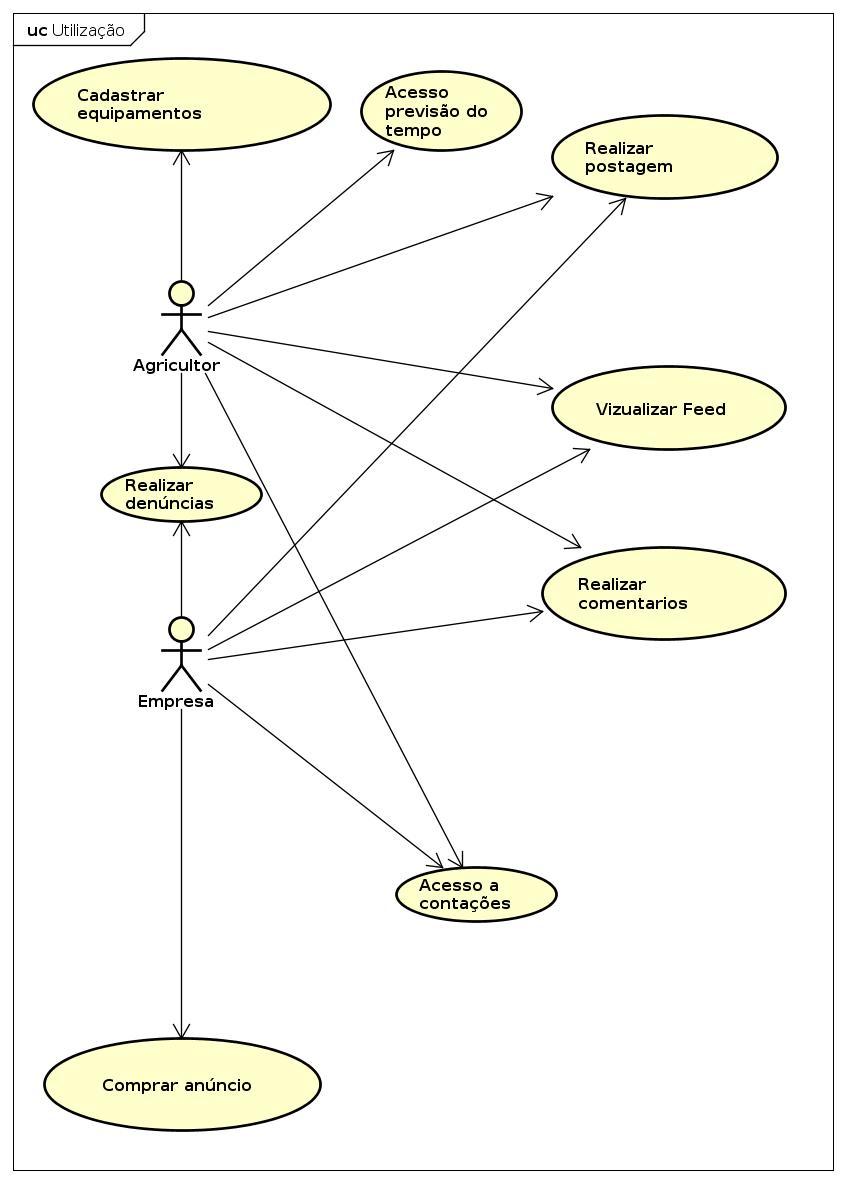 uc Utilização
Cadastrar
equipamentos
Acesso
previsão do
tempo
Realizar
postagem
Agricultor
Vizualizar Feed
Realizar
denúncias
Realizar
comentarios
Empresa
Acesso a
contações
Comprar anúncio